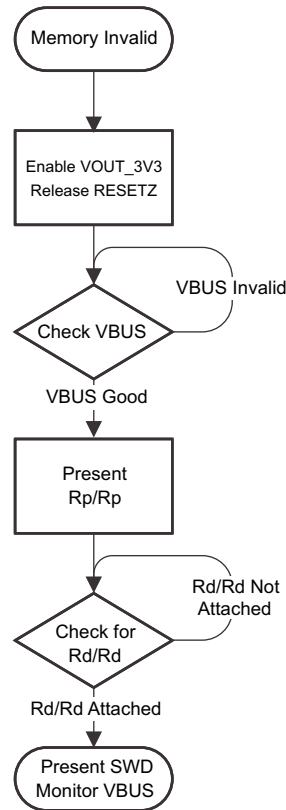 Memory Invalid
Enable VOUT_3V3
Release RESETZ
VBUS Invalid
Check VBUS
VBUS Good
Present
Rp/Rp
Rd/Rd Not
Attached
Check for
Rd/Rd
Rd/Rd Attached
Present SWD
Monitor VBUS